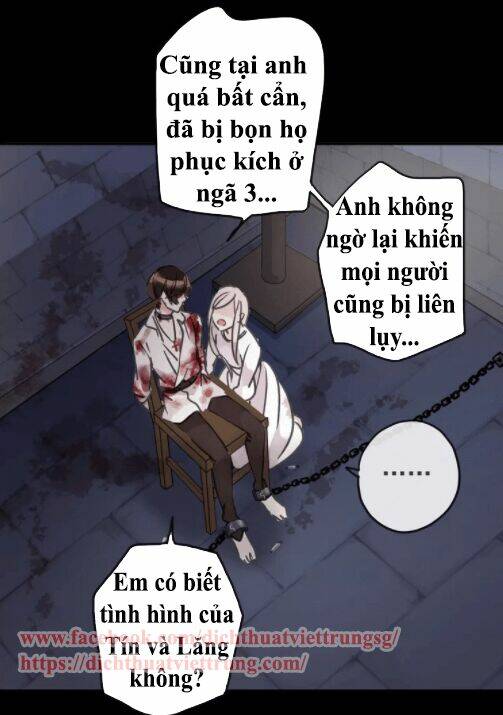 Cũng tại anh
quá bất cẩn,
đã bị bọn họ
phục kích ở
ngã 3...
Anh không
ngờ lại khiến
mọi người
cũng bị liên
lụy...
......
Em có biết
tình hình của
Tín và Lăng
không?
www.facebook.com/dichthuatviettrungsg/
https://dichthuatviettrung.com/